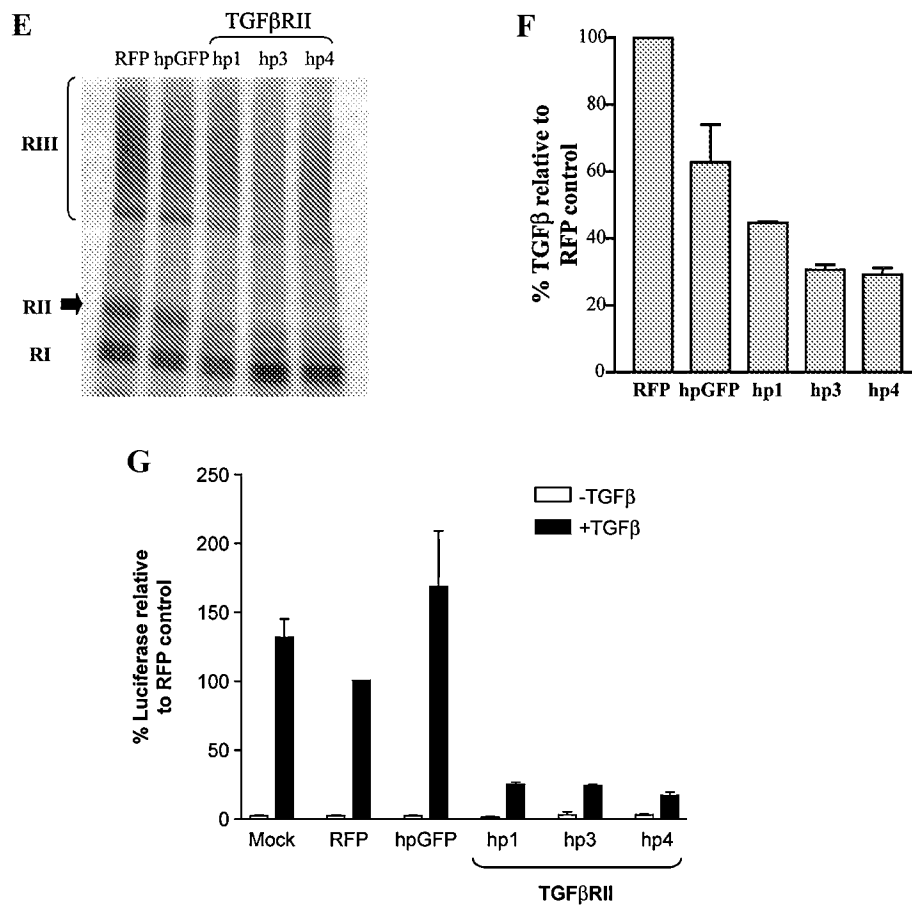 E
TGFβRII
RFP hpGFP hp1 hp3 hp4
RIII
RII
RI
F
% TGFβ relative to
RFP control
100
80
60
40
20
0
RFP hpGFP hp1 hp3 hp4
G
% Luciferase relative
to RFP control
250
200
150
100
50
0
-TGFβ
+TGFβ
Mock RFP hpGFP hp1 hp3 hp4
TGFβRII